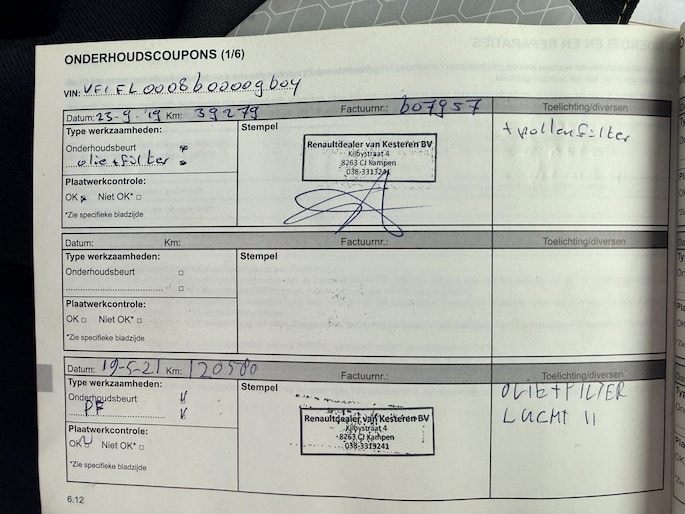 ONDERHOUDSCOUPONS (1/6)
VIN: VF1FL0008b0000gb04
Datum: 23-9-'19 Km: 39279 Factuurnr.: b07957 Toelichting/diversen
Type werkzaamheden:
Stempel
+ pollenfilter
Onderhoudsbeurt
olie + filter
Renaultdealer van Kesteren BV
Kilbystraat 4
8263 CJ Kampen
038-3313241
Plaatwerkcontrole:
OK Niet OK* □
*Zie specifieke bladzijde
Datum: Km: Factuurnr.: Toelichting/diversen
Type werkzaamheden:
Stempel
Onderhoudsbeurt □
□
Plaatwerkcontrole:
OK □ Niet OK* □
*Zie specifieke bladzijde
Datum: 19-5-21 Km: 120580 Factuurnr.: Toelichting/diversen
Type werkzaamheden:
Stempel
OLIE + FILTER
LUCHT 11
Onderhoudsbeurt
PF
Renaultdealer van Kesteren BV
Kilbystraat 4
8263 CJ Kampen
038-3313241
Plaatwerkcontrole:
OK Niet OK* □
*Zie specifieke bladzijde
6.12